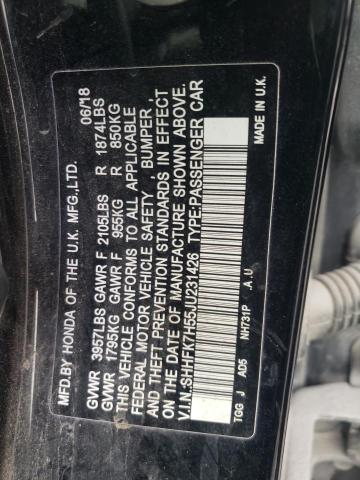 MFD.BY HONDA OF THE U.K. MFG.,LTD. 06/18
GVWR 3957LBS GAWR F 2105LBS R 1874LBS
GVWR 1795KG GAWR F 955KG R 850KG
THIS VEHICLE CONFORMS TO ALL APPLICABLE
FEDERAL MOTOR VEHICLE SAFETY, BUMPER,
AND THEFT PREVENTION STANDARDS IN EFFECT
ON THE DATE OF MANUFACTURE SHOWN ABOVE.
V.I.N.:SHHFK7H55JU231426 TYPE:PASSENGER CAR
TGG J AD5 NH731P .A.U MADE IN U.K.